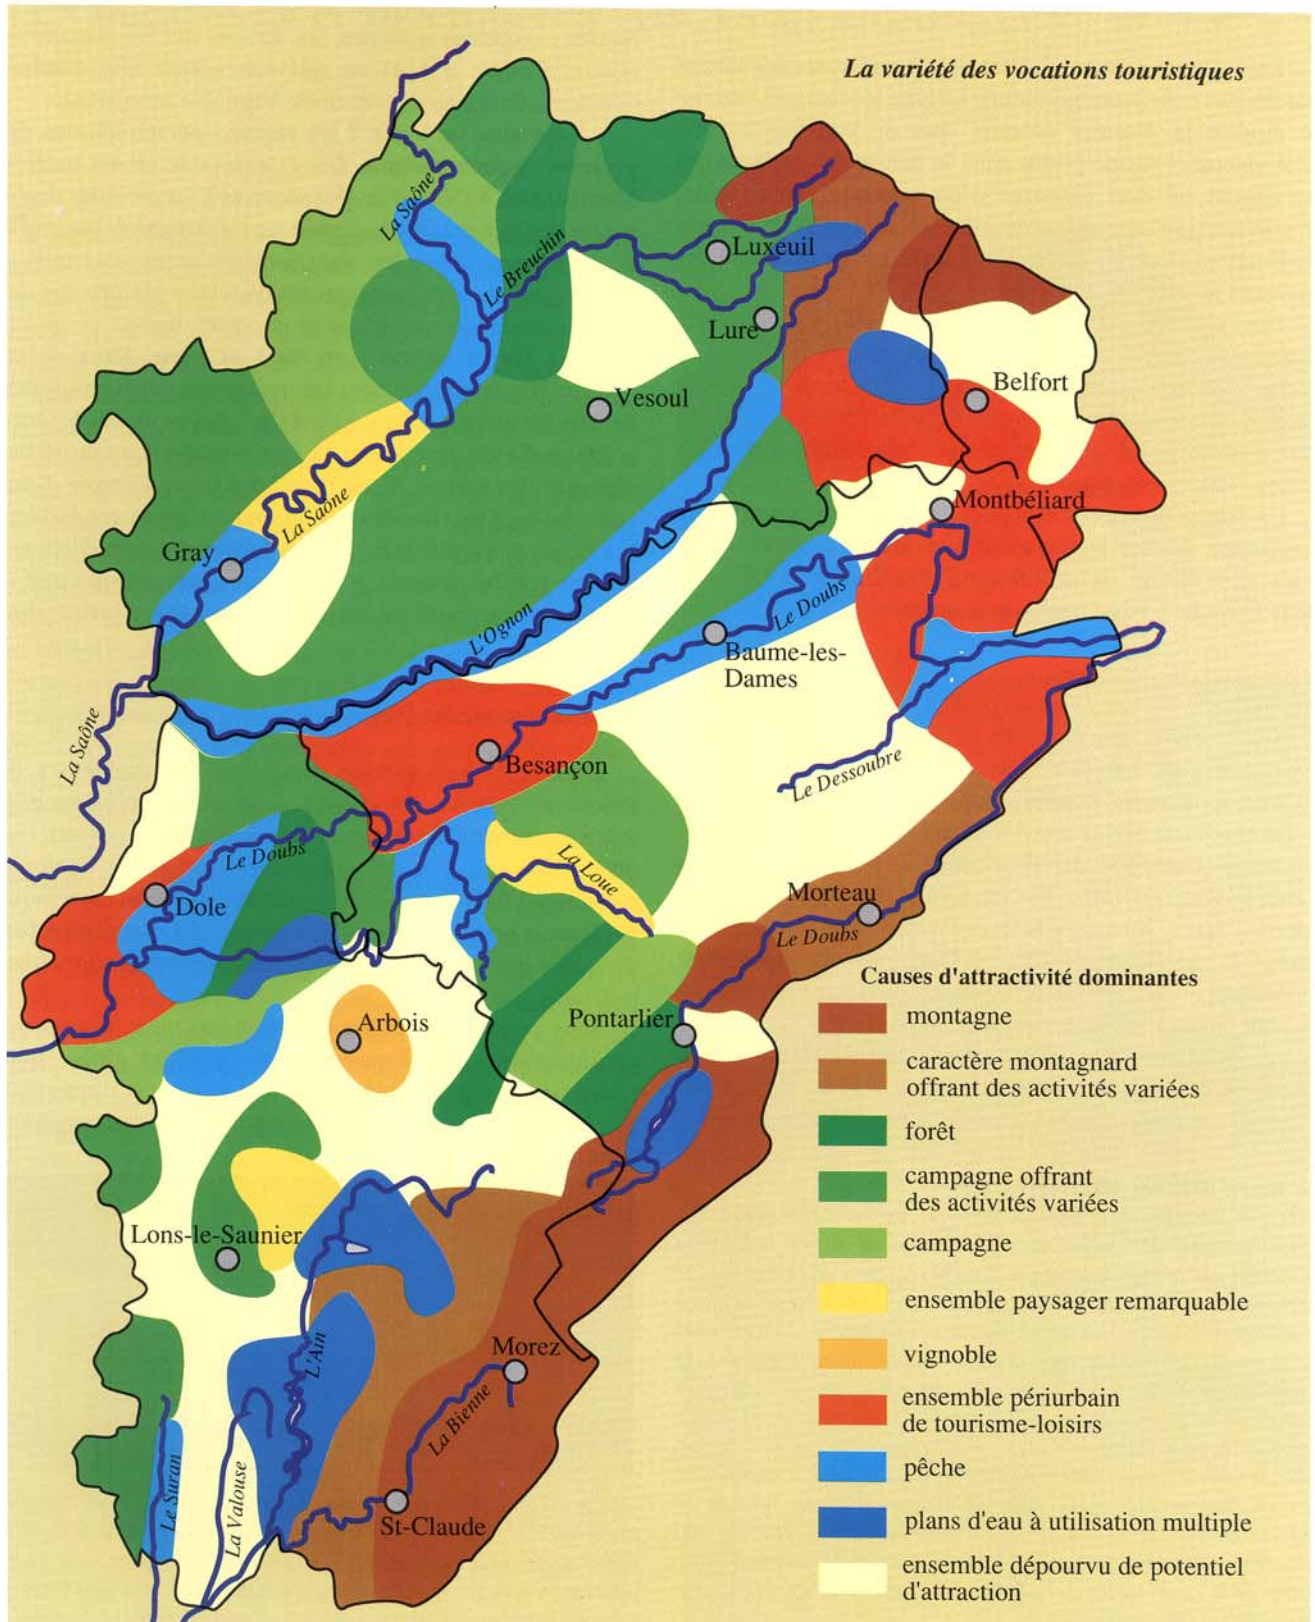 La variété des vocations touristiques
La Saône
Le Breuchin
Luxeuil
Lure
Vesoul
Belfort
La Saône
Montbéliard
Gray
L'Ognon
Le Doubs
Baume-les-
Dames
La Saône
Besançon
Le Dessoubre
Le Doubs
La Loue
Dole
Morteau
Le Doubs
Arbois
Pontarlier
Lons-le-Saunier
L'Ain
Morez
La Bienne
Le Suran
La Valouse
St-Claude
Causes d'attractivité dominantes
montagne
caractère montagnard
offrant des activités variées
forêt
campagne offrant
des activités variées
campagne
ensemble paysager remarquable
vignoble
ensemble périurbain
de tourisme-loisirs
pêche
plans d'eau à utilisation multiple
ensemble dépourvu de potentiel
d'attraction